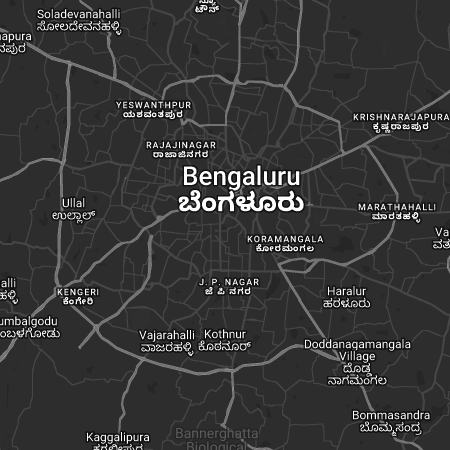 ಟೌನ್
Soladevanahalli
ಸೋಲದೇವನಹಳ್ಳಿ
YESWANTHPUR
ಯಶವಂತಪುರ
KRISHNARAJAPURA
ಕೃಷ್ಣರಾಜಪುರ
RAJAJINAGAR
ರಾಜಾಜಿನಗರ
Bengaluru
ಬೆಂಗಳೂರು
Ullal
ಉಲ್ಲಾಲ್
MARATHAHALLI
ಮಾರತಹಳ್ಳಿ
KORAMANGALA
ಕೋರಮಂಗಲ
J. P. NAGAR
ಜೆ ಪಿ ನಗರ
KENGERI
ಕೆಂಗೇರಿ
Haralur
ಹರಳೂರು
Vajarahalli
ವಾಜರಹಳ್ಳಿ
Kothnur
ಕೊಠನೂರ್
Doddanagamangala
Village
ದೊಡ್ಡ
ನಾಗಮಂಗಲ
Bommasandra
ಬೊಮ್ಮಸಂದ್ರ
Kaggalipura
Bannerghatta
Biological